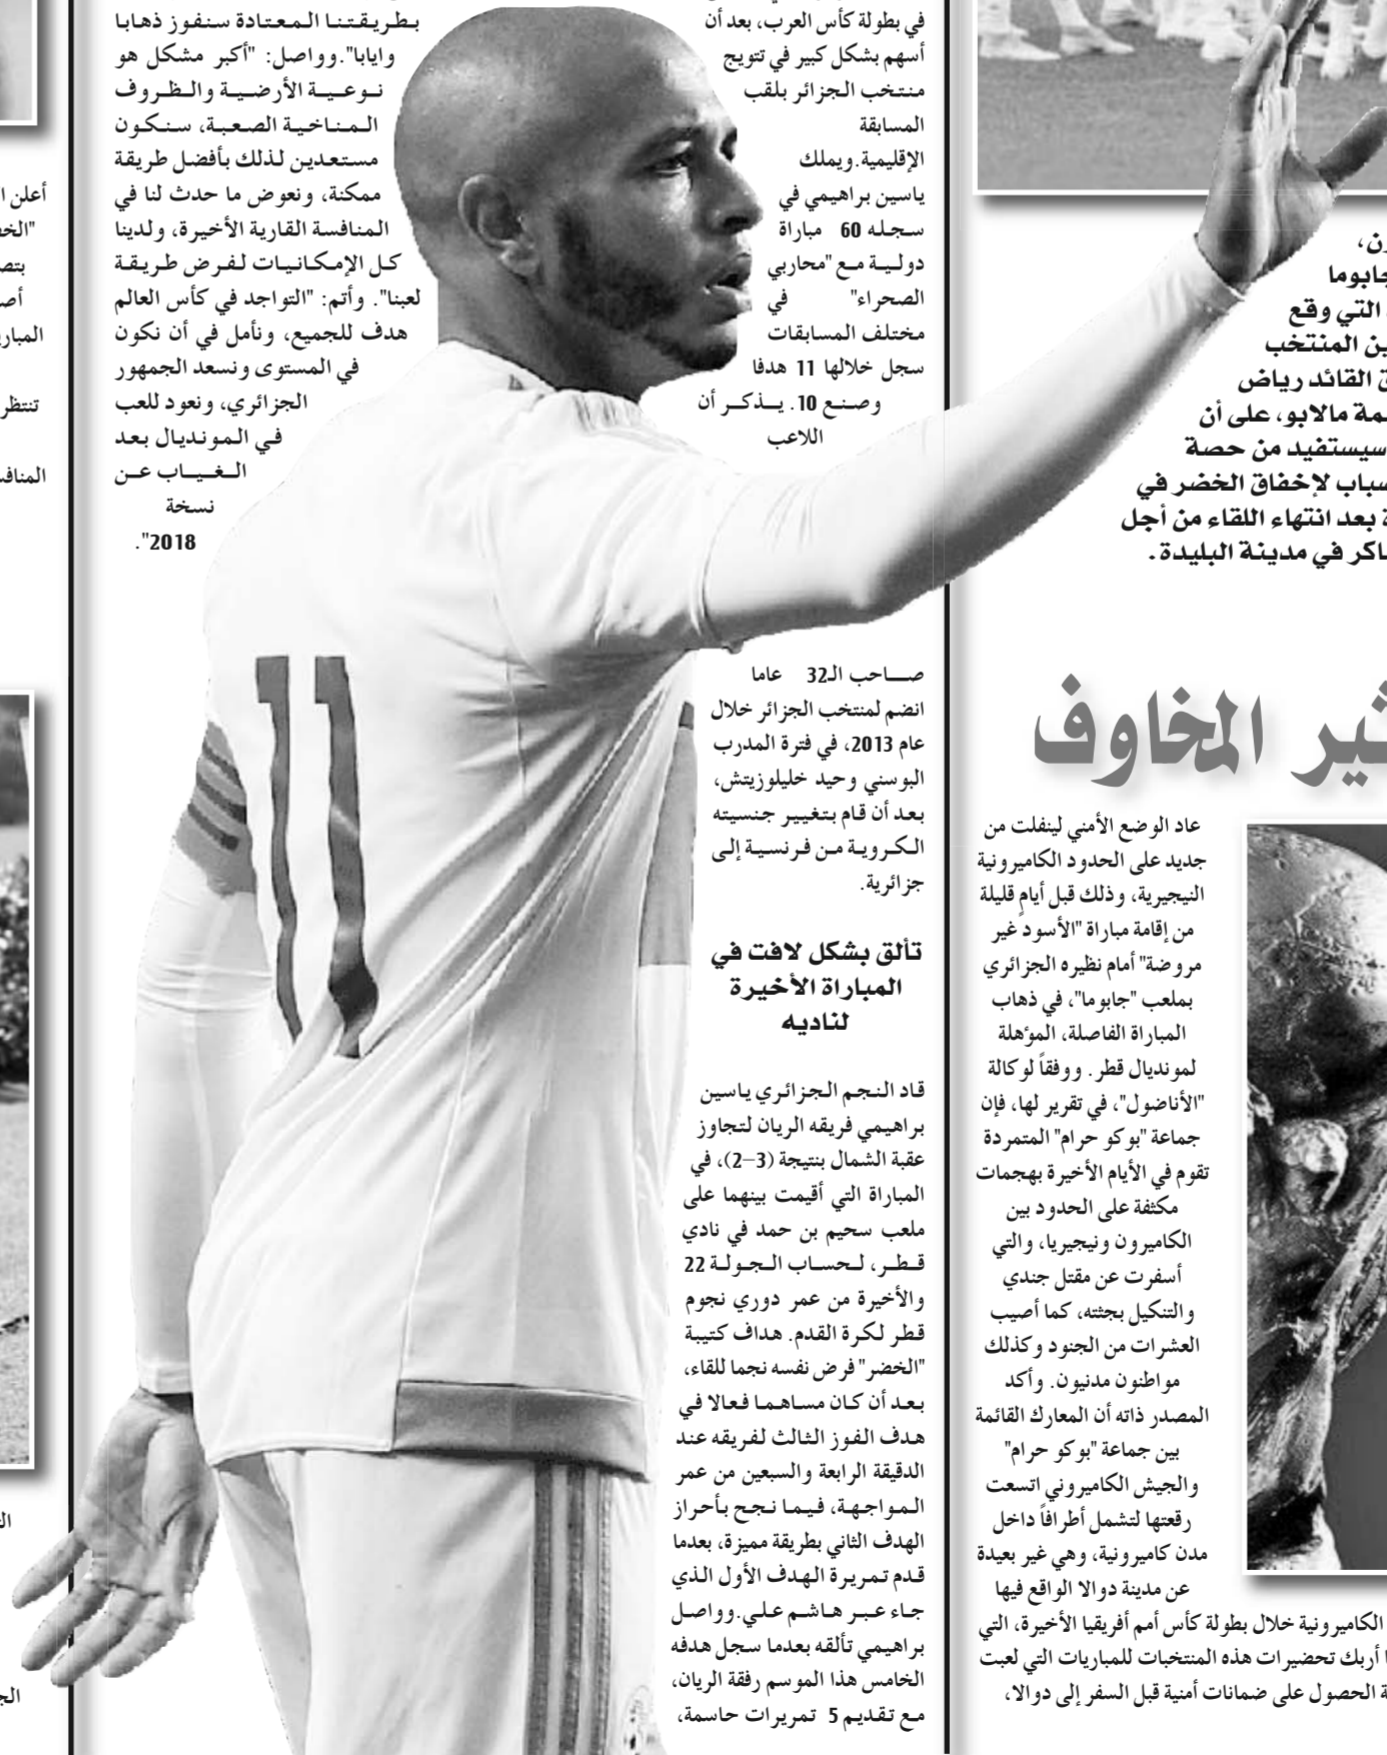 في بطولة كأس العرب، بعد أن
أسهم بشكل كبير في تتويج
منتخب الجزائر بلقب
المسابقة
الإقليمية.ويملك
ياسين براهيمي في
سجله 60 مباراة
دولية مع "محاربي
الصحراء" في
مختلف المسابقات
سجل خلالها 11 هدفا
وصنع 10. يذكر أن
اللاعب
صاحب الـ32 عاما
انضم لمنتخب الجزائر خلال
عام 2013، في فترة المدرب
البوسني وحيد خليلوزيتش،
بعد أن قام بتغيير جنسيته
الكروية من فرنسية إلى
جزائرية.
تألق بشكل لافت في
المباراة الأخيرة
لناديه
قاد النجم الجزائري ياسين
براهيمي فريقه الريان لتجاوز
عقبة الشمال بنتيجة (3–2)، في
المباراة التي أقيمت بينهما على
ملعب سحيم بن حمد في نادي
قطر، لحساب الجولة 22
والأخيرة من عمر دوري نجوم
قطر لكرة القدم. هداف كتيبة
"الخضر" فرض نفسه نجما للقاء،
بعد أن كان مساهما فعالا في
هدف الفوز الثالث لفريقه عند
الدقيقة الرابعة والسبعين من عمر
المواجهة، فيما نجح بأحراز
الهدف الثاني بطريقة مميزة، بعدما
قدم تمريرة الهدف الأول الذي
جاء عبر هاشم علي.وواصل
براهيمي تألقه بعدما سجل هدفه
الخامس هذا الموسم رفقة الريان،
مع تقديم 5 تمريرات حاسمة،
بطريقتنا المعتادة سنفوز ذهابا
وايابا".وواصل: "أكبر مشكل هو
نوعية الأرضية والظروف
المناخية الصعبة، سنكون
مستعدين لذلك بأفضل طريقة
ممكنة، ونعوض ما حدث لنا في
المنافسة القارية الأخيرة، ولدينا
كل الإمكانيات لفرض طريقة
لعبنا". وأتم: "التواجد في كأس العالم
هدف للجميع، ونأمل في أن نكون
في المستوى ونسعد الجمهور
الجزائري، ونعود للعب
في المونديال بعد
الغياب عن
نسخة
2018".
11
جابوما
التي وقع
المنتخب
القائد رياض
مالابو، على أن
سيستفيد من حصة
لإخفاق الخضر في
بعد انتهاء اللقاء من أجل
في مدينة البليدة.
المخاوف
عاد الوضع الأمني لينفلت من
جديد على الحدود الكاميرونية
النيجيرية، وذلك قبل أيامٍ قليلة
من إقامة مباراة "الأسود غير
مروضة" أمام نظيره الجزائري
بملعب "جابوما"، في ذهاب
المباراة الفاصلة، المؤهلة
لمونديال قطر. ووفقاً لوكالة
"الأناضول"، في تقرير لها، فإن
جماعة "بوكو حرام" المتمردة
تقوم في الأيام الأخيرة بهجمات
مكثفة على الحدود بين
الكاميرون ونيجيريا، والتي
أسفرت عن مقتل جندي
والتنكيل بجثته، كما أصيب
العشرات من الجنود وكذلك
مواطنون مدنيون. وأكد
المصدر ذاته أن المعارك القائمة
بين جماعة "بوكو حرام"
والجيش الكاميروني اتسعت
رقعتها لتشمل أطرافاً داخل
مدن كاميرونية، وهي غير بعيدة
عن مدينة دوالا الواقع فيها
الكاميرونية خلال بطولة كأس أمم أفريقيا الأخيرة، التي
أربك تحضيرات هذه المنتخبات للمباريات التي لعبت
الحصول على ضمانات أمنية قبل السفر إلى دوالا،
أعلن
تنتظر